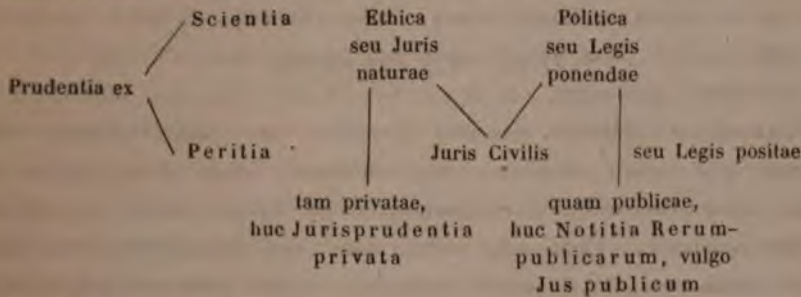 Scientia Ethica Politica
seu Juris seu Legis
naturae ponendae
Prudentia ex
Peritia Juris Civilis seu Legis positae
tam privatae, quam publicae,
huc Jurisprudentia huc Notitia Rerum-
privata publicarum, vulgo
Jus publicum